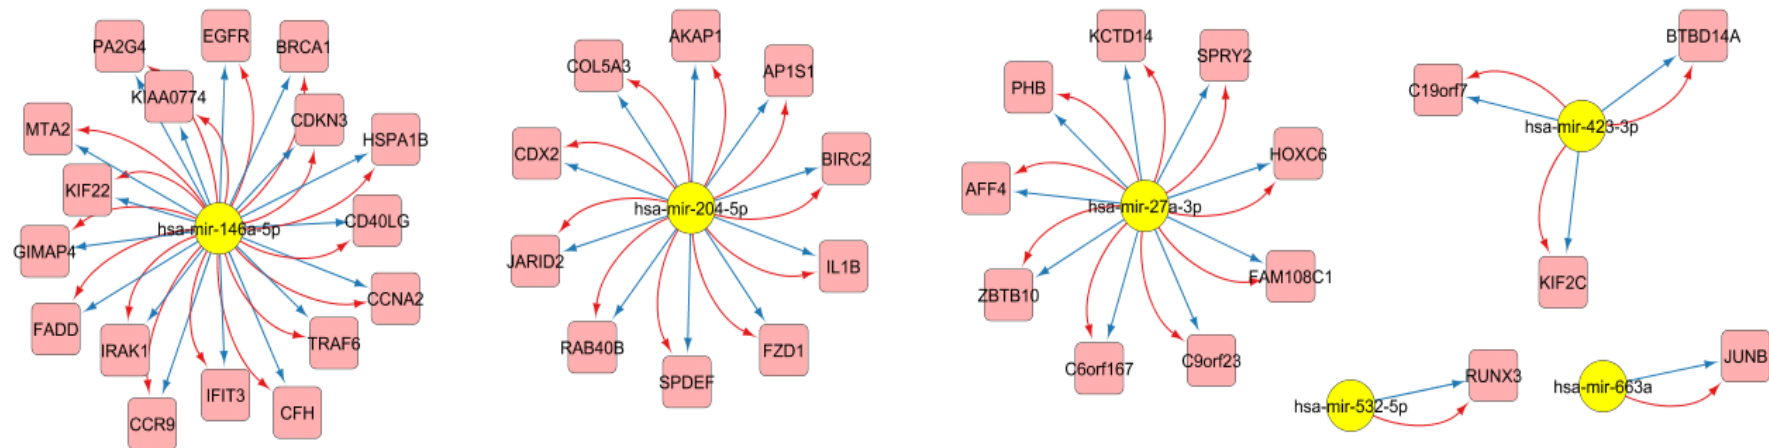 PA2G4
EGFR
BRCA1
KIAA0774
CDKN3
MTA2
HSPA1B
KIF22
CD40LG
hsa-mir-146a-5p
GIMAP4
CCNA2
FADD
IRAK1
TRAF6
IFIT3
CFH
CCR9
AKAP1
COL5A3
AP1S1
CDX2
BIRC2
hsa-mir-204-5p
JARID2
IL1B
RAB40B
FZD1
SPDEF
KCTD14
SPRY2
PHB
HOXC6
AFF4
hsa-mir-27a-3p
FAM108C1
ZBTB10
C6orf167
C9orf23
BTBD14A
C19orf7
hsa-mir-423-3p
KIF2C
RUNX3
hsa-mir-532-5p
JUNB
hsa-mir-663a